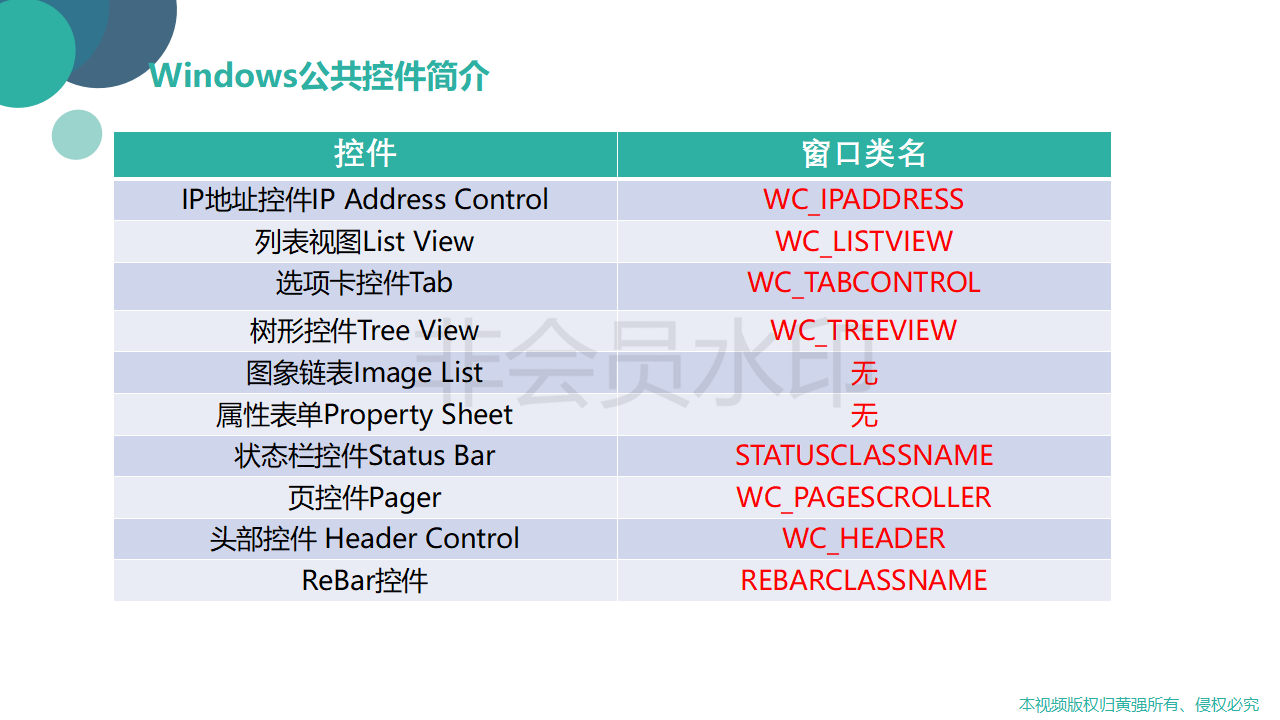 Windows公共控件简介
控件 窗口类名
IP地址控件IP Address Control WC_IPADDRESS
列表视图List View WC_LISTVIEW
选项卡控件Tab WC_TABCONTROL
树形控件Tree View WC_TREEVIEW
图象链表Image List 无
属性表单Property Sheet 无
状态栏控件Status Bar STATUSCLASSNAME
页控件Pager WC_PAGESCROLLER
头部控件 Header Control WC_HEADER
ReBar控件 REBARCLASSNAME
非会员水印
本视频版权归黄强所有、侵权必究